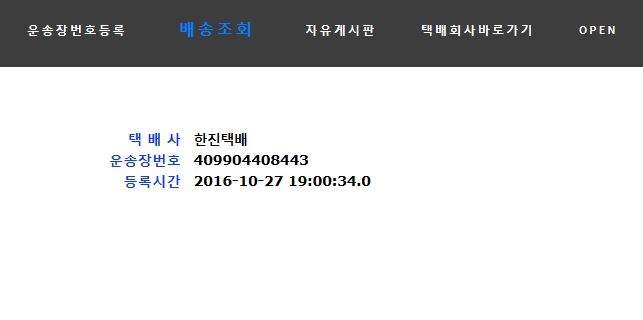 운송장번호등록 배송조회 자유게시판 택배회사바로가기 OPEN
택 배 사 한진택배
운송장번호 409904408443
등록시간 2016-10-27 19:00:34.0